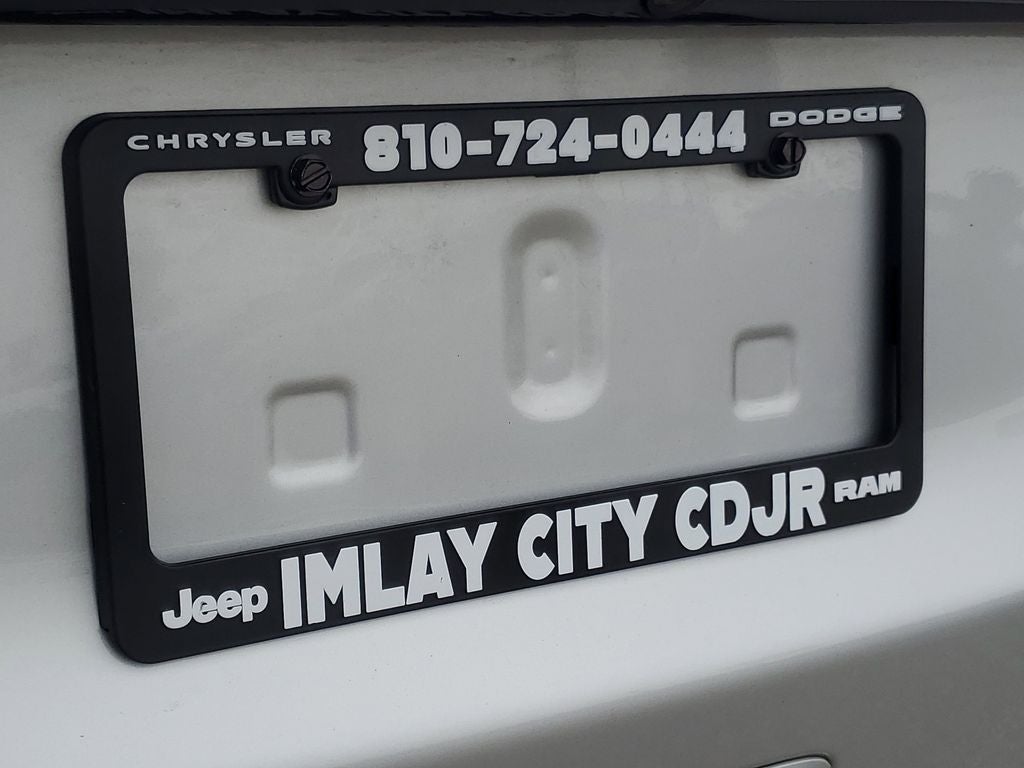 CHRYSLER 810-724-0444 DODGE
Jeep IMLAY CITY CDJR RAM